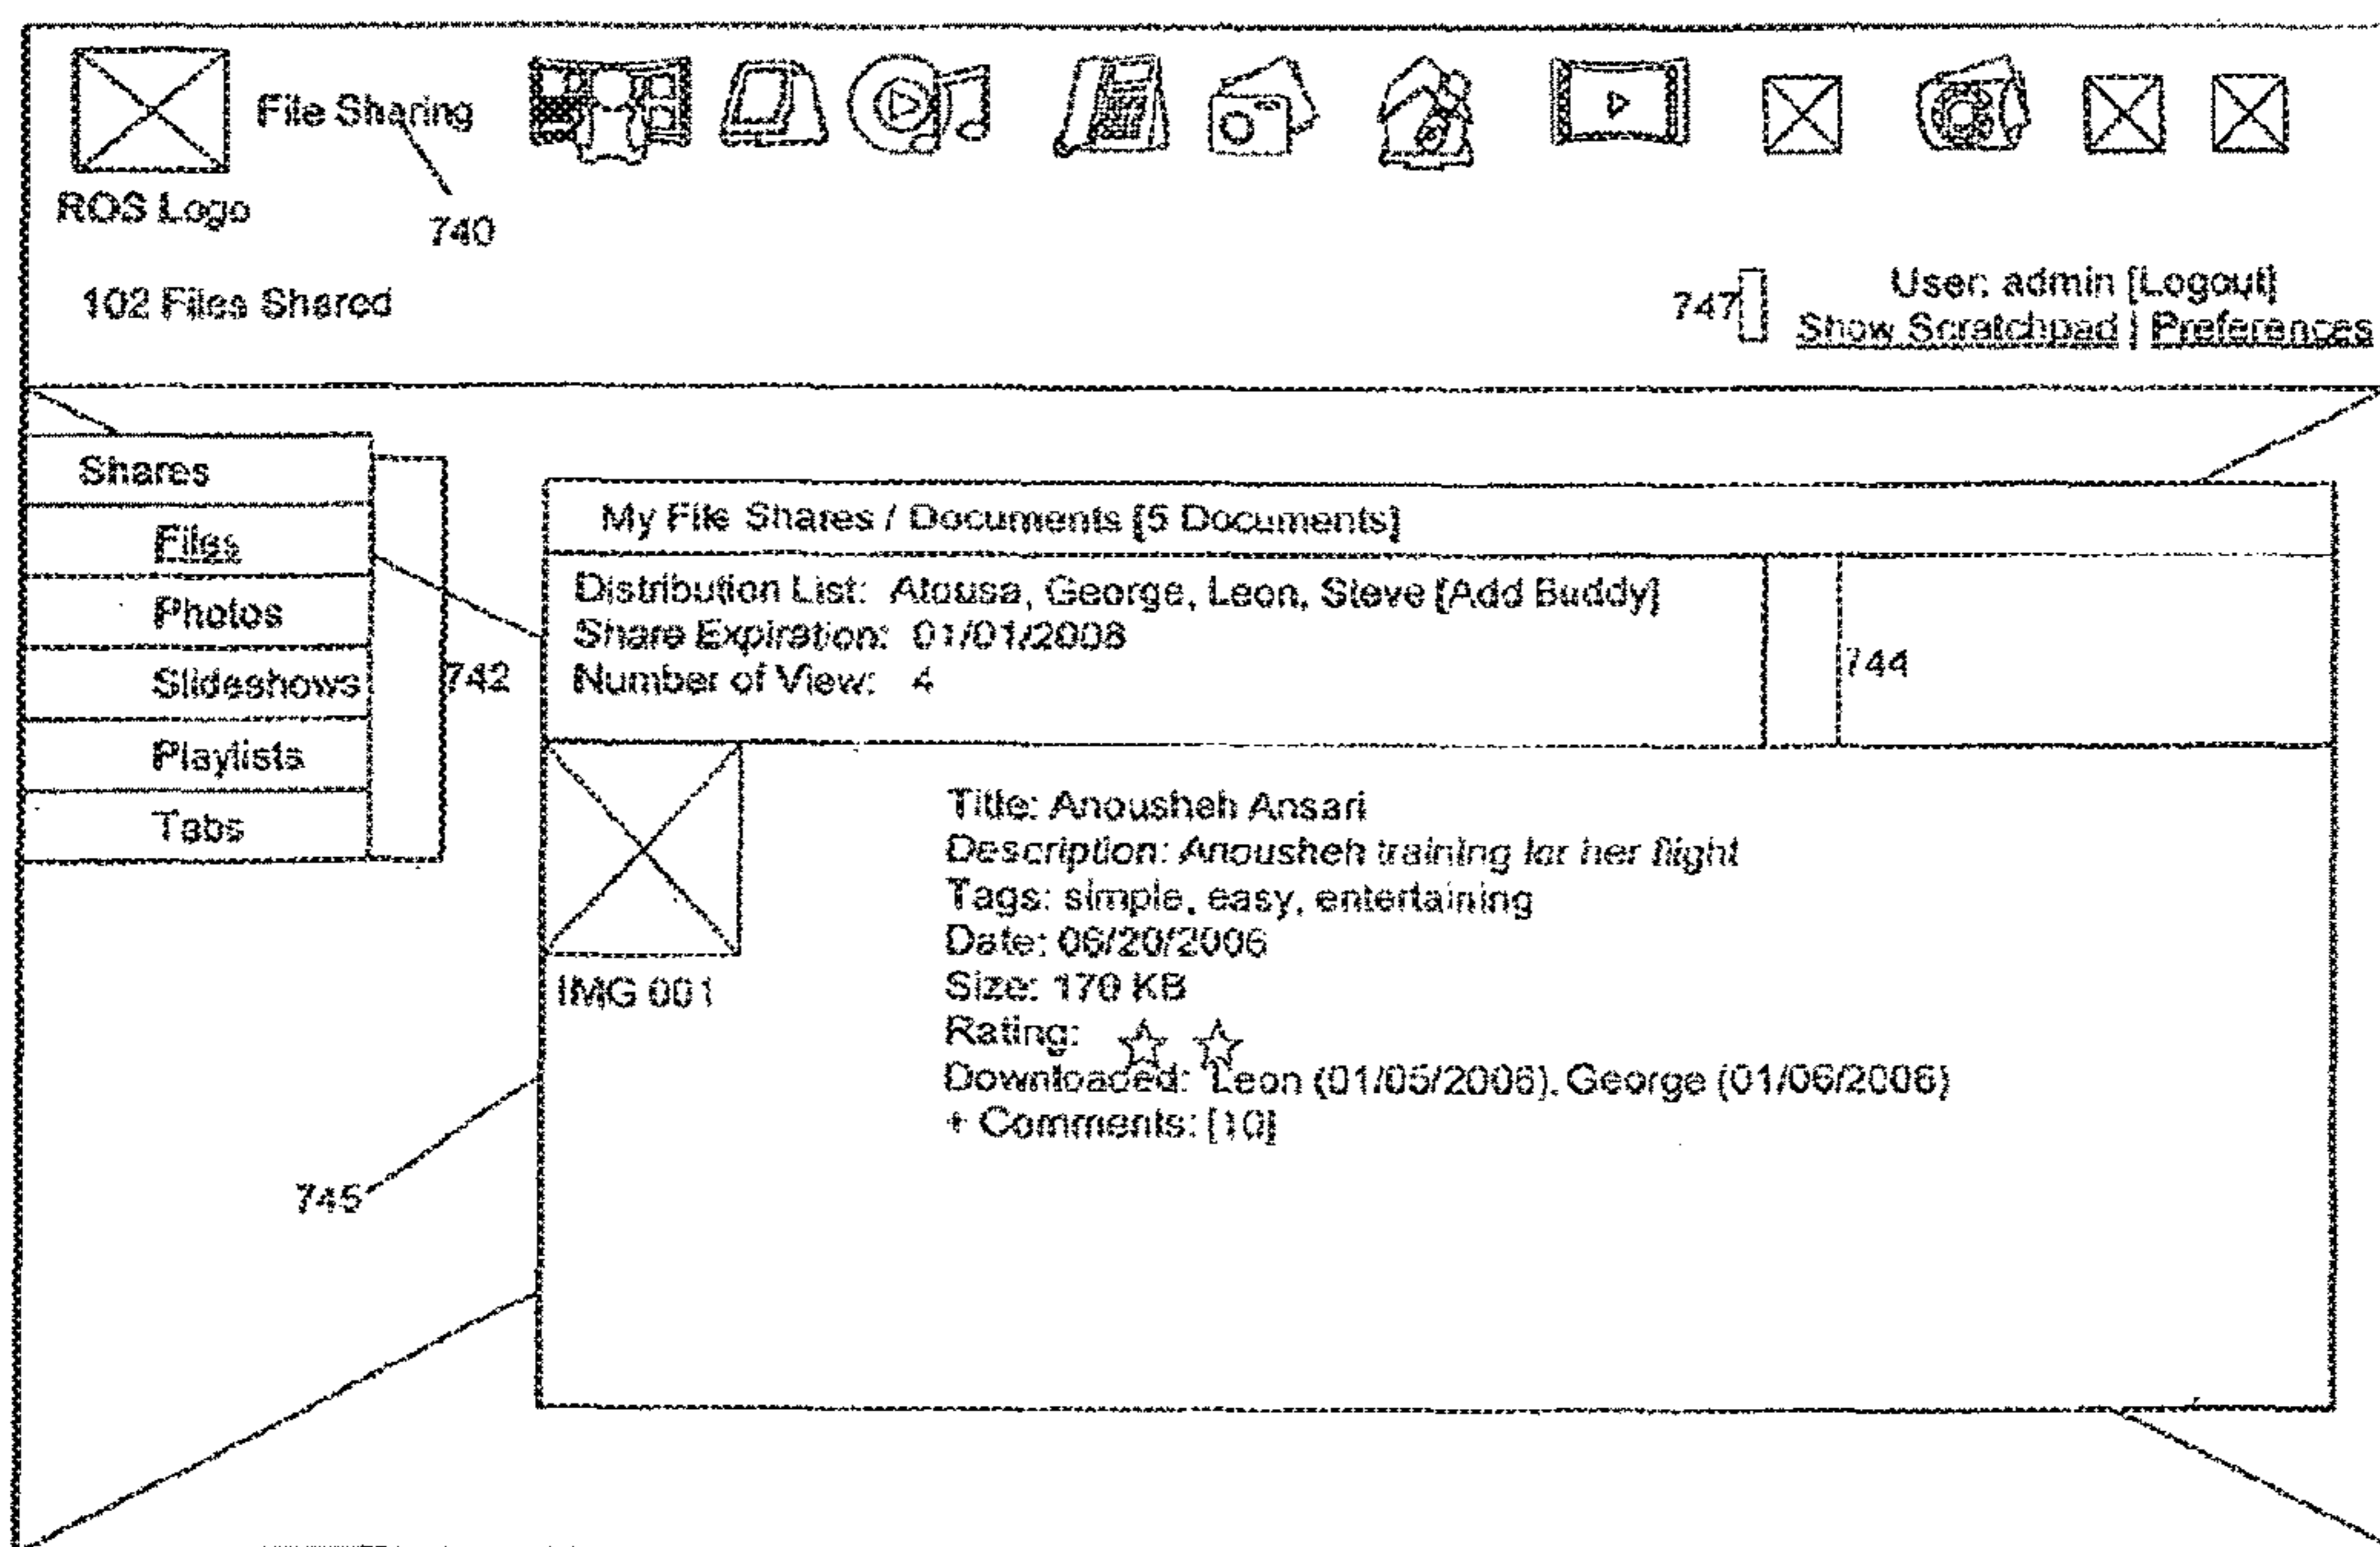 File Sharing
ROS Logo
740
102 Files Shared
747
User: admin [Logout]
Show Scratchpad | Preferences
Shares
Files
Photos
Slideshows
Playlists
Tabs
742
My File Shares / Documents [5 Documents]
Distribution List: Atousa, George, Leon, Steve [Add Buddy]
Share Expiration: 01/01/2008
Number of View: 4
744
IMG 001
Title: Anousheh Ansari
Description: Anousheh training for her flight
Tags: simple, easy, entertaining
Date: 06/20/2006
Size: 170 KB
Rating:
Downloaded: Leon (01/05/2006), George (01/06/2006)
+ Comments: [10]
745